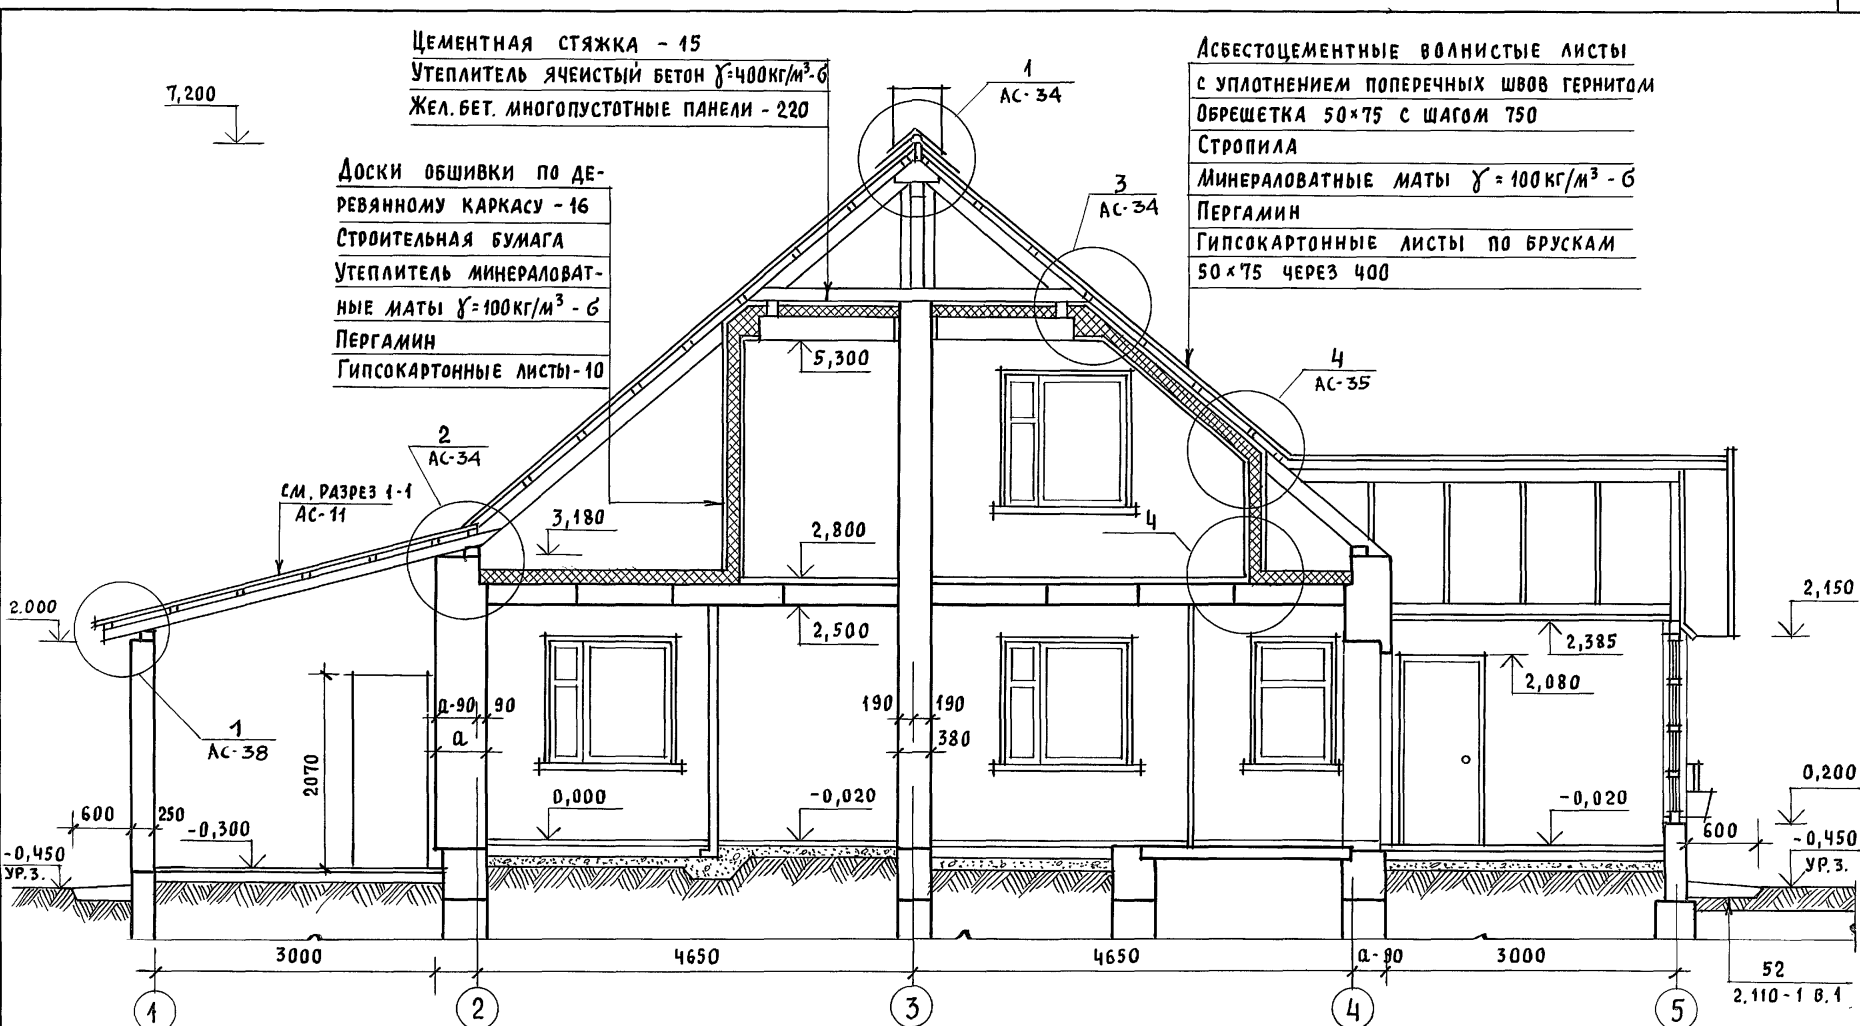 Цементная стяжка - 15
Утеплитель ячеистый бетон γ=400кг/м³-б
Жел.бет. многопустотные панели - 220
7,200
Доски обшивки по де-
ревянному каркасу - 16
Строительная бумага
Утеплитель минераловат-
ные маты γ=100кг/м³ - б
Пергамин
Гипсокартонные листы-10
1
АС-34
Асбестоцементные волнистые листы
с уплотнением поперечных швов гернитом
Обрешетка 50×75 с шагом 750
Стропила
Минераловатные маты γ=100кг/м³ - б
Пергамин
Гипсокартонные листы по брускам
50×75 через 400
3
АС-34
4
АС-35
2
АС-34
см. разрез 1-1
АС-11
5,300
3,180
2,800
4
2.000
2,500
2,150
2,385
2,080
а-90 90
а
190 190
380
1
АС-38
2070
600 250
-0,300
0,000
-0,020
-0,020
0,200
600
-0,450
ур.з.
-0,450
ур.з.
3000 4650 4650 а-90 3000
52
2.110-1 в.1
1 2 3 4 5